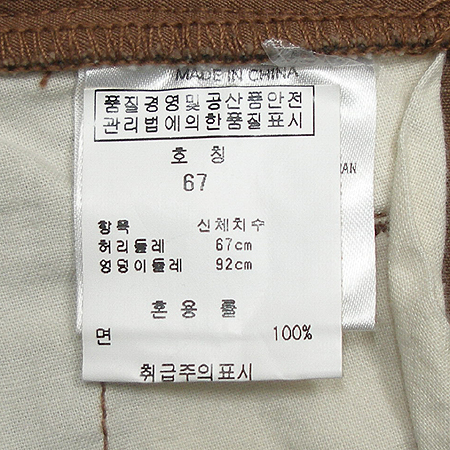 MADE IN CHINA
품질경영및공산품안전
관리법에의한품질표시
호 칭
67
항목 신체치수
허리둘레 67cm
엉덩이둘레 92cm
혼 용 률
면 100%
취급주의표시